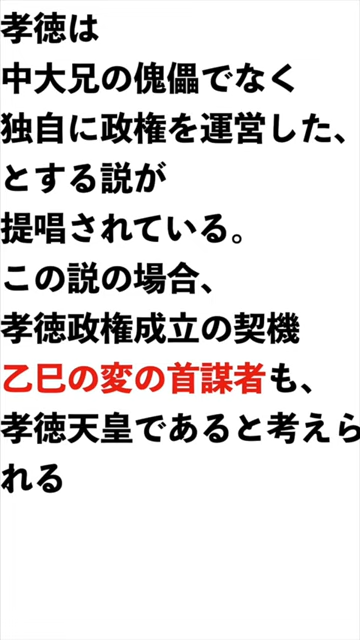 孝徳は
中大兄の傀儡でなく
独自に政権を運営した、
とする説が
提唱されている。
この説の場合、
孝徳政権成立の契機
乙巳の変の首謀者も、
孝徳天皇であると考えら
れる